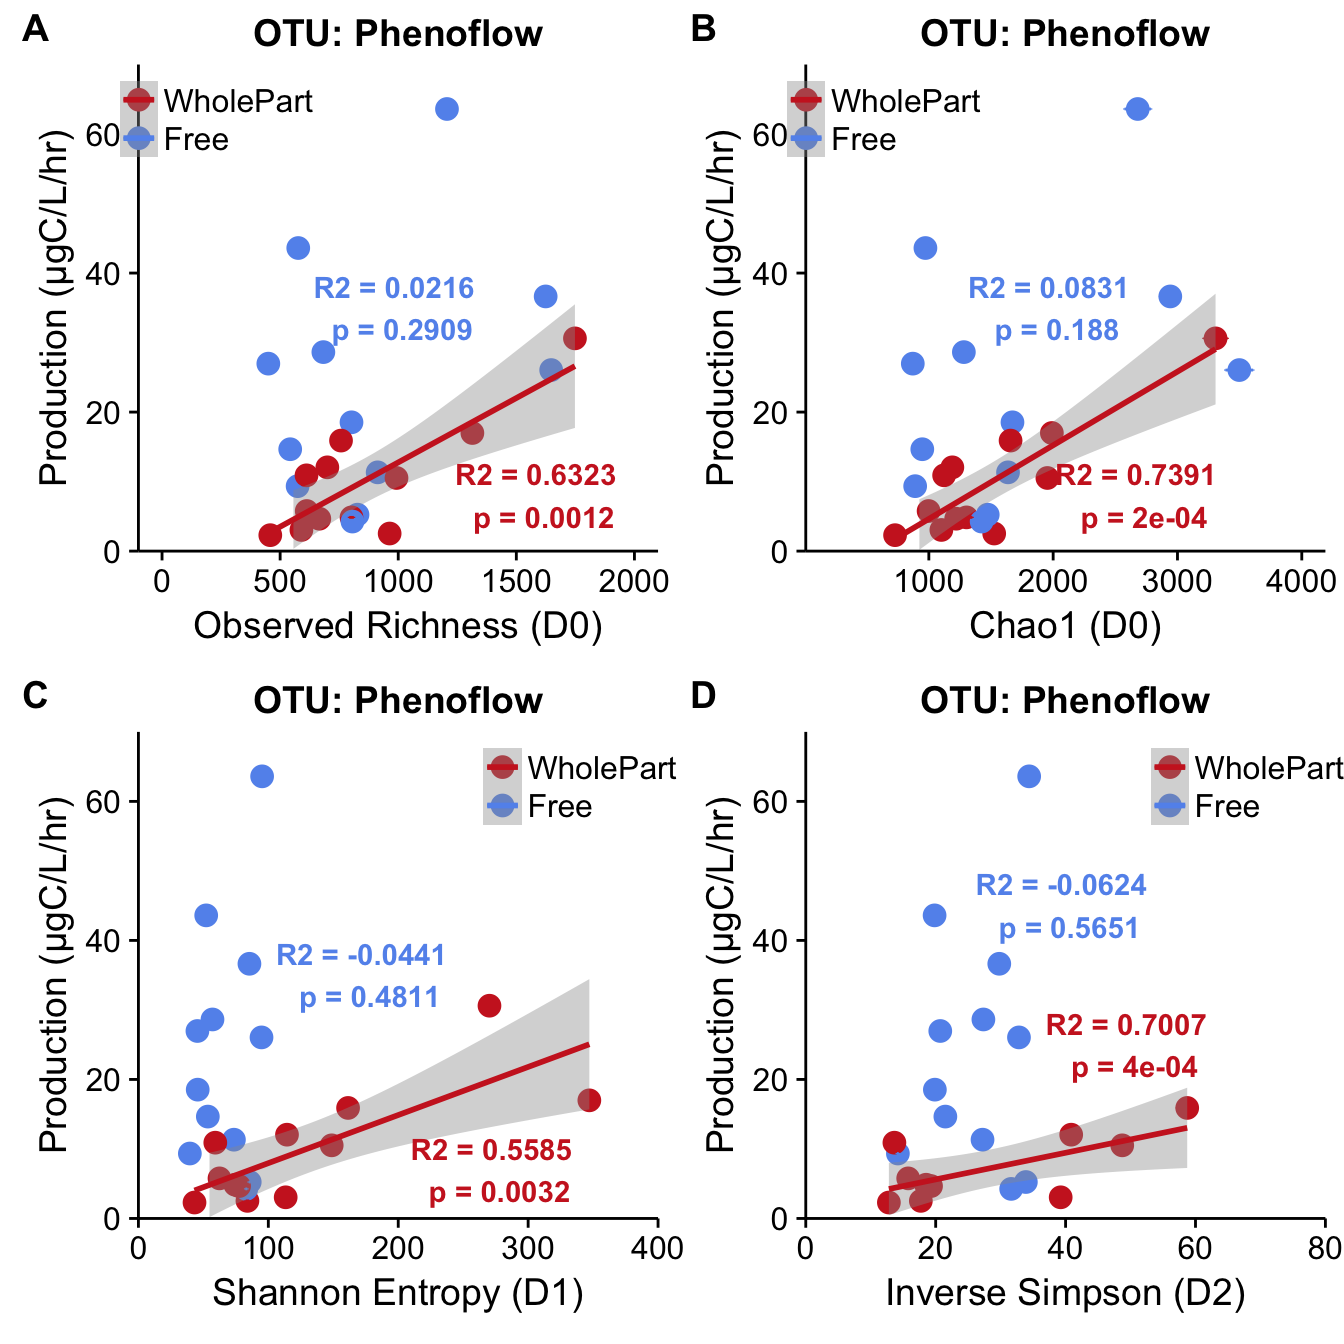 A
OTU: Phenoflow
WholePart
Free
60
40
20
0
Production (µgC/L/hr)
R2 = 0.0216
p = 0.2909
R2 = 0.6323
p = 0.0012
0 500 1000 1500 2000
Observed Richness (D0)
B
OTU: Phenoflow
WholePart
Free
60
40
20
0
Production (µgC/L/hr)
R2 = 0.0831
p = 0.188
R2 = 0.7391
p = 2e-04
1000 2000 3000 4000
Chao1 (D0)
C
OTU: Phenoflow
WholePart
Free
60
40
20
0
Production (µgC/L/hr)
R2 = -0.0441
p = 0.4811
R2 = 0.5585
p = 0.0032
0 100 200 300 400
Shannon Entropy (D1)
D
OTU: Phenoflow
WholePart
Free
60
40
20
0
Production (µgC/L/hr)
R2 = -0.0624
p = 0.5651
R2 = 0.7007
p = 4e-04
0 20 40 60 80
Inverse Simpson (D2)